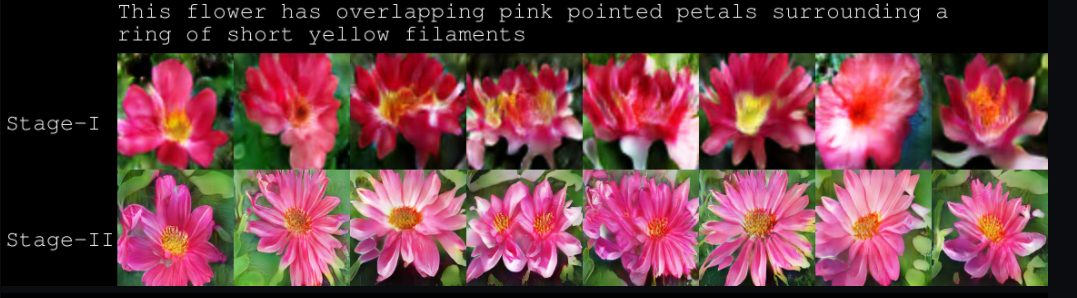 This flower has overlapping pink pointed petals surrounding a
ring of short yellow filaments
Stage-I
Stage-II